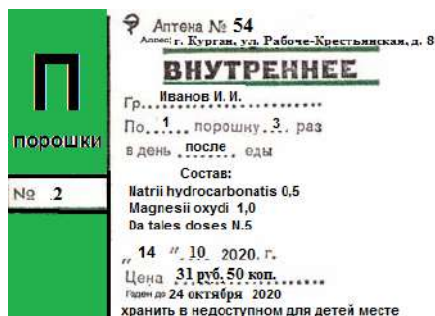 П
порошки
№ 2
Аптека № 54
Адрес: г. Курган, ул. Рабоче-Крестьянская, д. 8
ВНУТРЕННЕЕ
Гр. Иванов И. И.
По 1 порошку 3 раз
в день после еды
Состав:
Natrii hydrocarbonatis 0,5
Magnesii oxydi 1,0
Da tales doses N.5
„ 14 " 10 2020. г.
Цена 31 руб. 50 коп.
Годен до 24 октября 2020
хранить в недоступном для детей месте